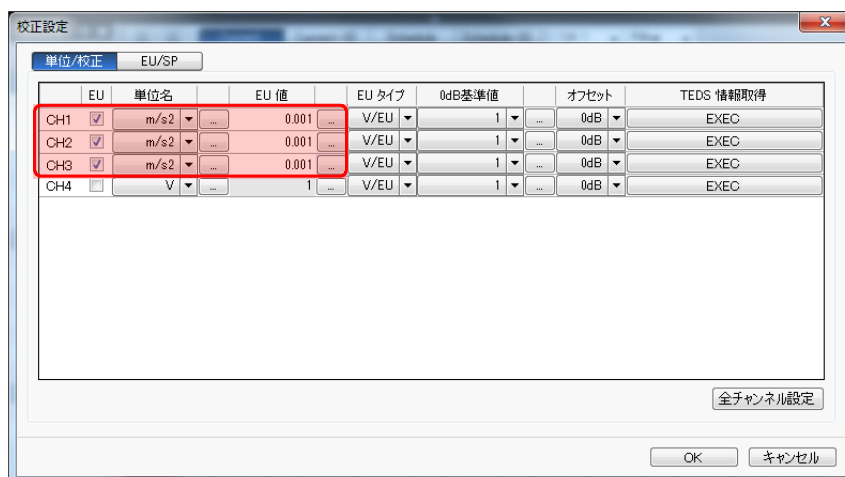 校正設定
単位/校正 EU/SP
EU 単位名 EU 値 EU タイプ 0dB基準値 オフセット TEDS 情報取得
CH1 m/s2 ... 0.001 ... V/EU 1 ... 0dB EXEC
CH2 m/s2 ... 0.001 ... V/EU 1 ... 0dB EXEC
CH3 m/s2 ... 0.001 ... V/EU 1 ... 0dB EXEC
CH4 V ... 1 ... V/EU 1 ... 0dB EXEC
全チャンネル設定
OK キャンセル